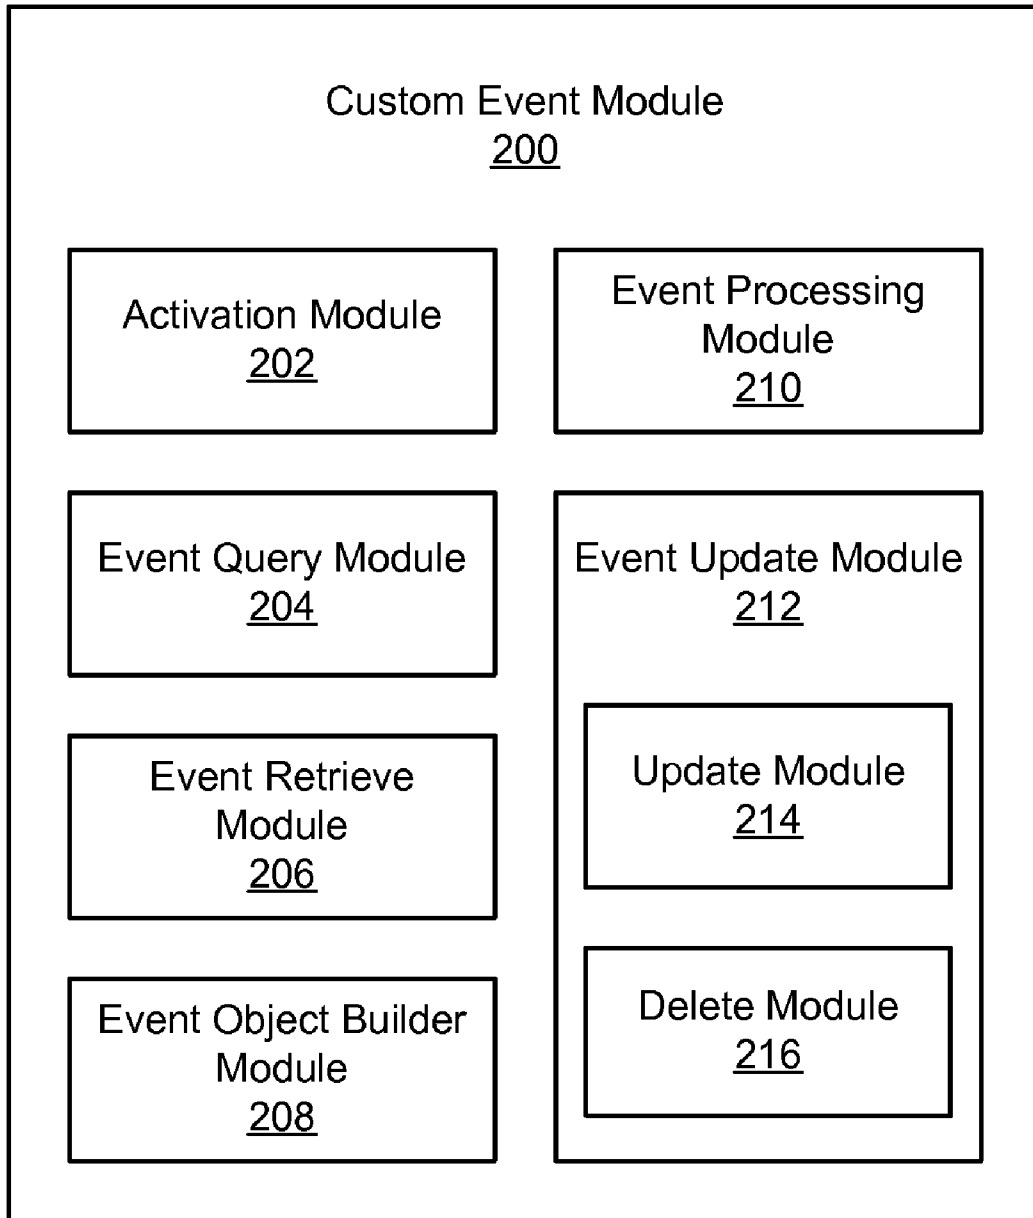 Custom Event Module
200
Activation Module
202
Event Query Module
204
Event Retrieve
Module
206
Event Object Builder
Module
208
Event Processing
Module
210
Event Update Module
212
Update Module
214
Delete Module
216